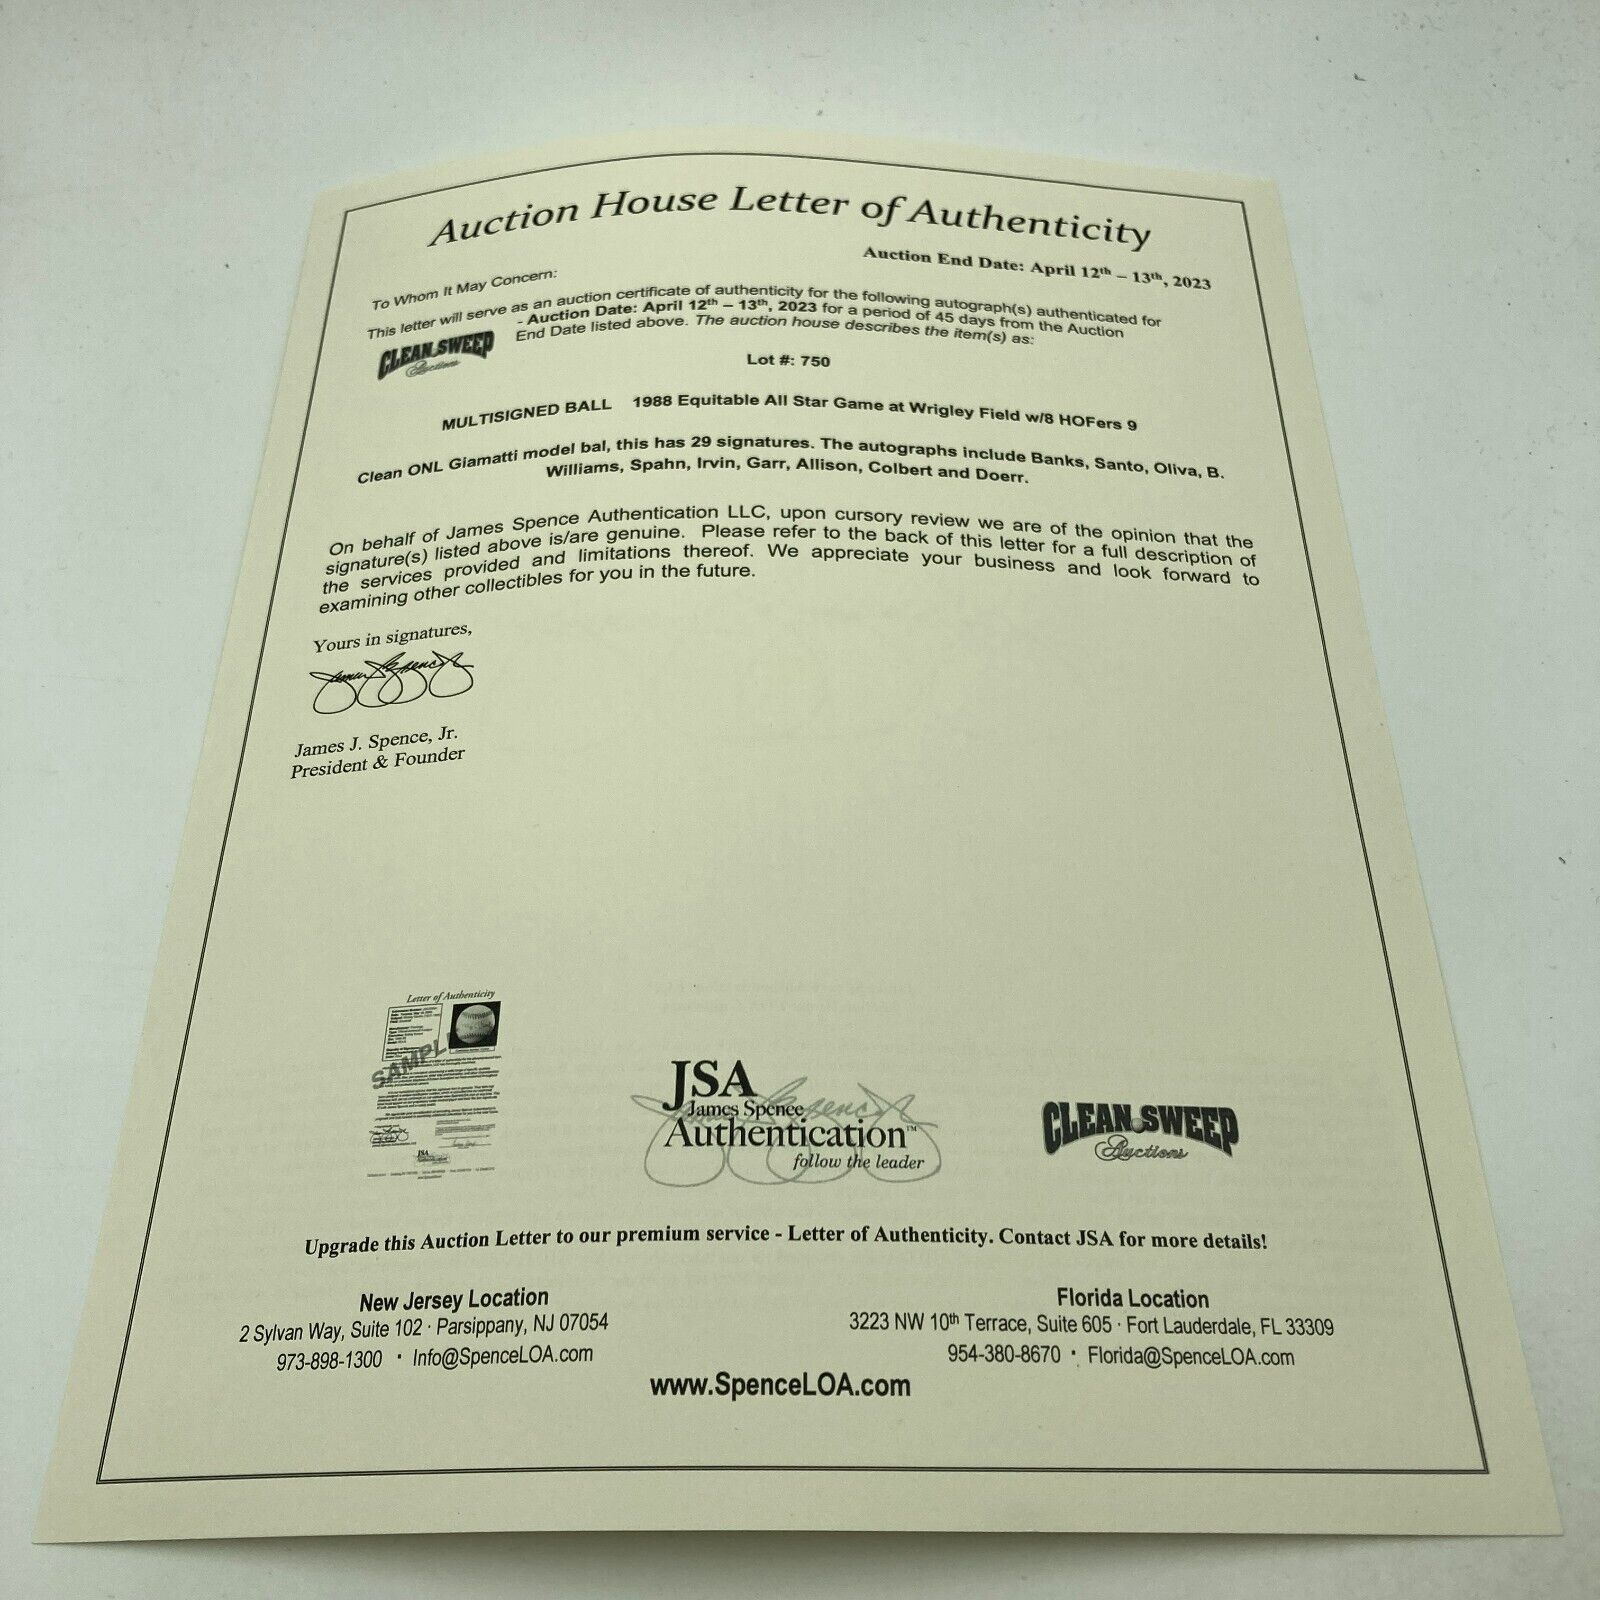 Auction House Letter of Authenticity
Auction End Date: April 12th – 13th, 2023
To Whom It May Concern:
This letter will serve as an auction certificate of authenticity for the following autograph(s) authenticated for
CLEAN SWEEP Auctions - Auction Date: April 12th – 13th, 2023 for a period of 45 days from the Auction
End Date listed above. The auction house describes the item(s) as:
Lot #: 750
MULTISIGNED BALL 1988 Equitable All Star Game at Wrigley Field w/8 HOFers 9
Clean ONL Giamatti model bal, this has 29 signatures. The autographs include Banks, Santo, Oliva, B.
Williams, Spahn, Irvin, Garr, Allison, Colbert and Doerr.
On behalf of James Spence Authentication LLC, upon cursory review we are of the opinion that the
signature(s) listed above is/are genuine. Please refer to the back of this letter for a full description of
the services provided and limitations thereof. We appreciate your business and look forward to
examining other collectibles for you in the future.
Yours in signatures,
James Spence Jr
James J. Spence, Jr.
President & Founder
Letter of Authenticity
SAMPLE
JSA
James Spence
Authentication™
follow the leader
CLEAN SWEEP
Auctions
Upgrade this Auction Letter to our premium service - Letter of Authenticity. Contact JSA for more details!
New Jersey Location
2 Sylvan Way, Suite 102 · Parsippany, NJ 07054
973-898-1300 · Info@SpenceLOA.com
Florida Location
3223 NW 10th Terrace, Suite 605 · Fort Lauderdale, FL 33309
954-380-8670 · Florida@SpenceLOA.com
www.SpenceLOA.com